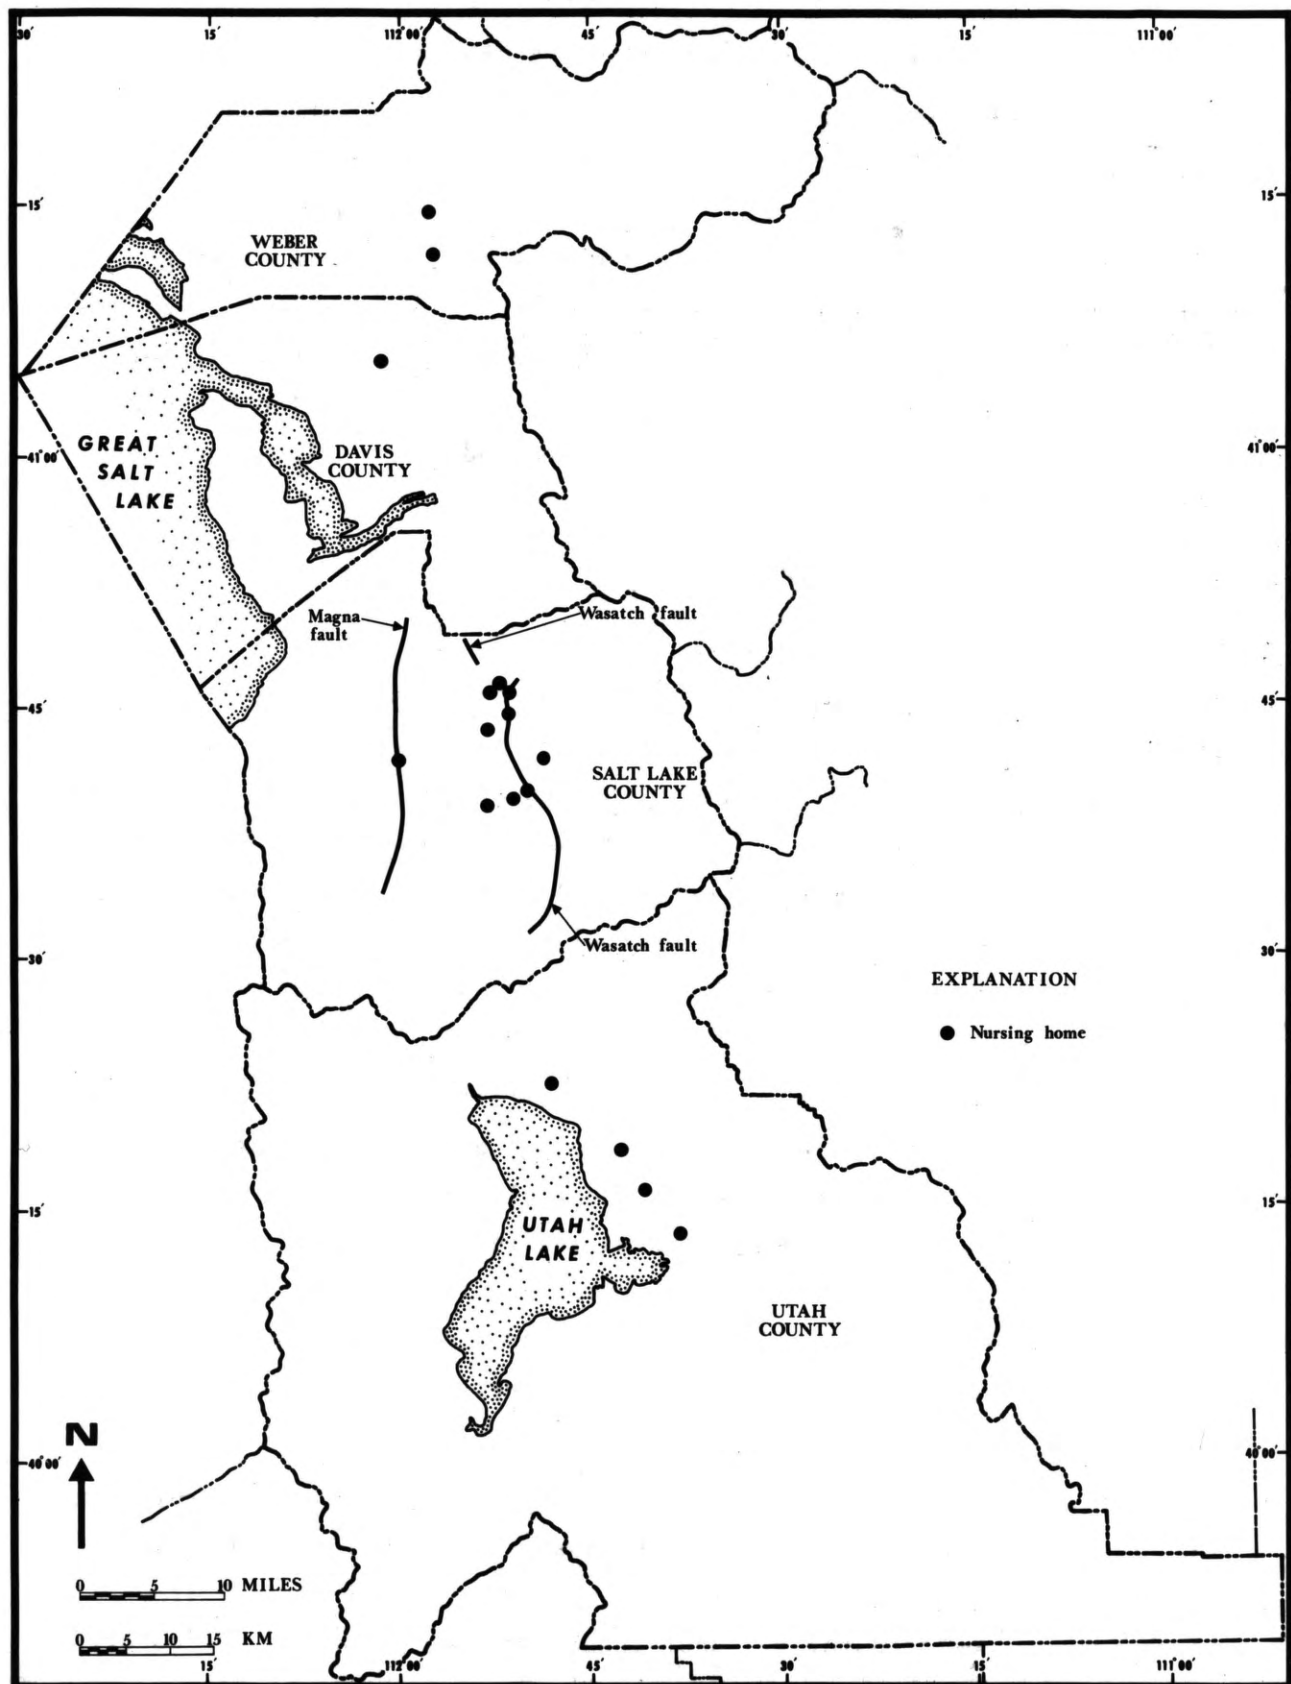 30′ 15′ 112°00′ 45′ 30′ 15′ 111°00′
15′ 15′
WEBER
COUNTY
41°00′ 41°00′
GREAT
SALT
LAKE
DAVIS
COUNTY
Magna
fault
Wasatch fault
45′ 45′
SALT LAKE
COUNTY
Wasatch fault
30′ 30′
EXPLANATION
Nursing home
15′ 15′
UTAH
LAKE
UTAH
COUNTY
N
40°00′ 40°00′
0 5 10 MILES
0 5 10 15 KM
15′ 112°00′ 45′ 30′ 15′ 111°00′